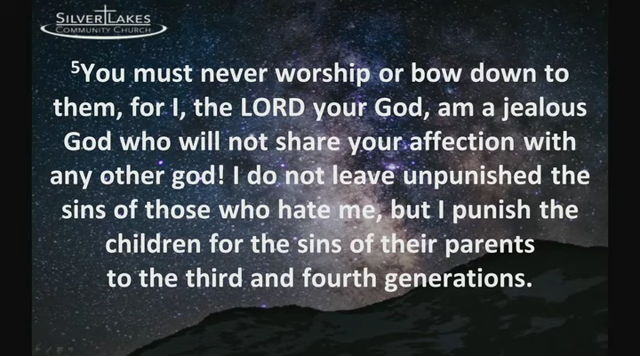 SILVER LAKES
COMMUNITY CHURCH
⁵You must never worship or bow down to
them, for I, the LORD your God, am a jealous
God who will not share your affection with
any other god! I do not leave unpunished the
sins of those who hate me, but I punish the
children for the sins of their parents
to the third and fourth generations.